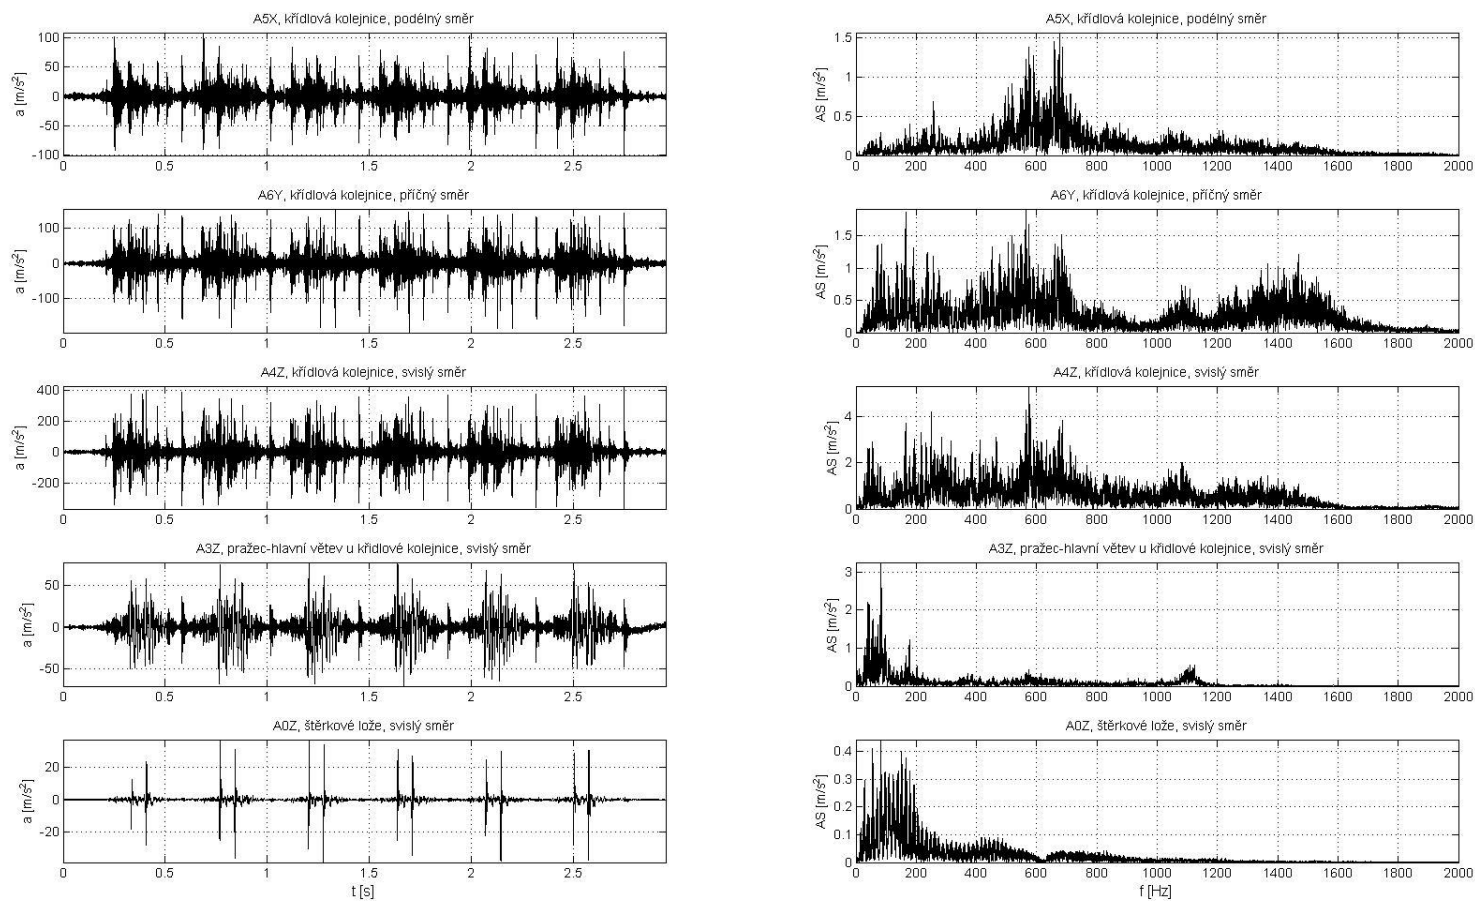 A5X, křídlová kolejnice, podélný směr
a [m/s²]
100
50
0
-50
-100
0 0.5 1 1.5 2 2.5
A5X, křídlová kolejnice, podélný směr
AS [m/s²]
1.5
1
0.5
0
0 200 400 600 800 1000 1200 1400 1600 1800 2000
A6Y, křídlová kolejnice, příčný směr
a [m/s²]
100
0
-100
0 0.5 1 1.5 2 2.5
A6Y, křídlová kolejnice, příčný směr
AS [m/s²]
1.5
1
0.5
0
0 200 400 600 800 1000 1200 1400 1600 1800 2000
A4Z, křídlová kolejnice, svislý směr
a [m/s²]
400
200
0
-200
0 0.5 1 1.5 2 2.5
A4Z, křídlová kolejnice, svislý směr
AS [m/s²]
4
2
0
0 200 400 600 800 1000 1200 1400 1600 1800 2000
A3Z, pražec-hlavní větev u křídlové kolejnice, svislý směr
a [m/s²]
50
0
-50
0 0.5 1 1.5 2 2.5
A3Z, pražec-hlavní větev u křidlové kolejnice, svislý směr
AS [m/s²]
3
2
1
0
0 200 400 600 800 1000 1200 1400 1600 1800 2000
A0Z, štěrkové lože, svislý směr
a [m/s²]
20
0
-20
0 0.5 1 1.5 2 2.5
t [s]
A0Z, štěrkové lože, svislý směr
AS [m/s²]
0.4
0.3
0.2
0.1
0
0 200 400 600 800 1000 1200 1400 1600 1800 2000
f [Hz]